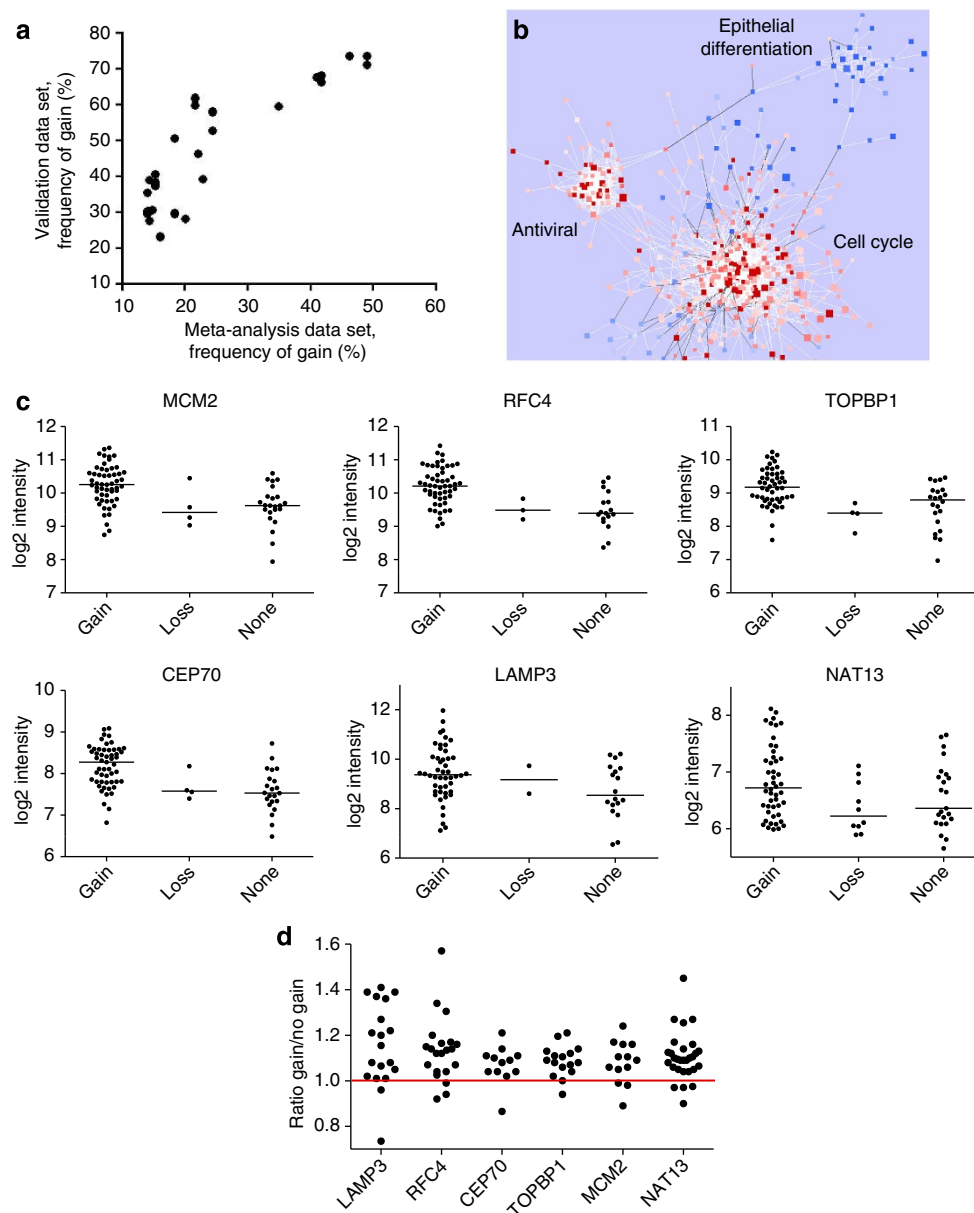 a
80
70
60
50
40
30
20
10
Validation data set,
frequency of gain (%)
10
20
30
40
50
60
Meta-analysis data set,
frequency of gain (%)
b
Epithelial
differentiation
Antiviral
Cell cycle
c
MCM2
12
11
10
9
8
7
log2 intensity
Gain
Loss
None
RFC4
12
11
10
9
8
7
log2 intensity
Gain
Loss
None
TOPBP1
11
10
9
8
7
6
log2 intensity
Gain
Loss
None
CEP70
10
9
8
7
6
log2 intensity
Gain
Loss
None
LAMP3
12
10
8
6
log2 intensity
Gain
Loss
None
NAT13
8
7
6
log2 intensity
Gain
Loss
None
d
1.6
1.4
1.2
1.0
0.8
Ratio gain/no gain
LAMP3
RFC4
CEP70
TOPBP1
MCM2
NAT13